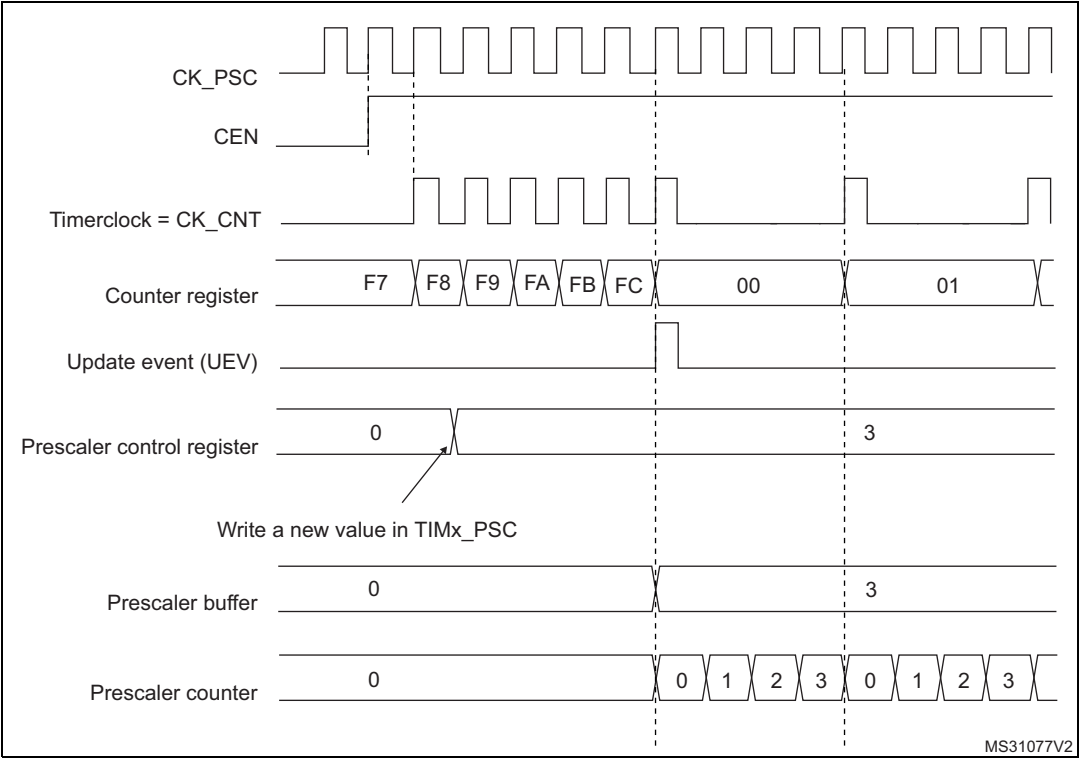 CK_PSC
CEN
Timerclock = CK_CNT
Counter register F7 F8 F9 FA FB FC 00 01
Update event (UEV)
Prescaler control register 0 3
Write a new value in TIMx_PSC
Prescaler buffer 0 3
Prescaler counter 0 0 1 2 3 0 1 2 3
MS31077V2